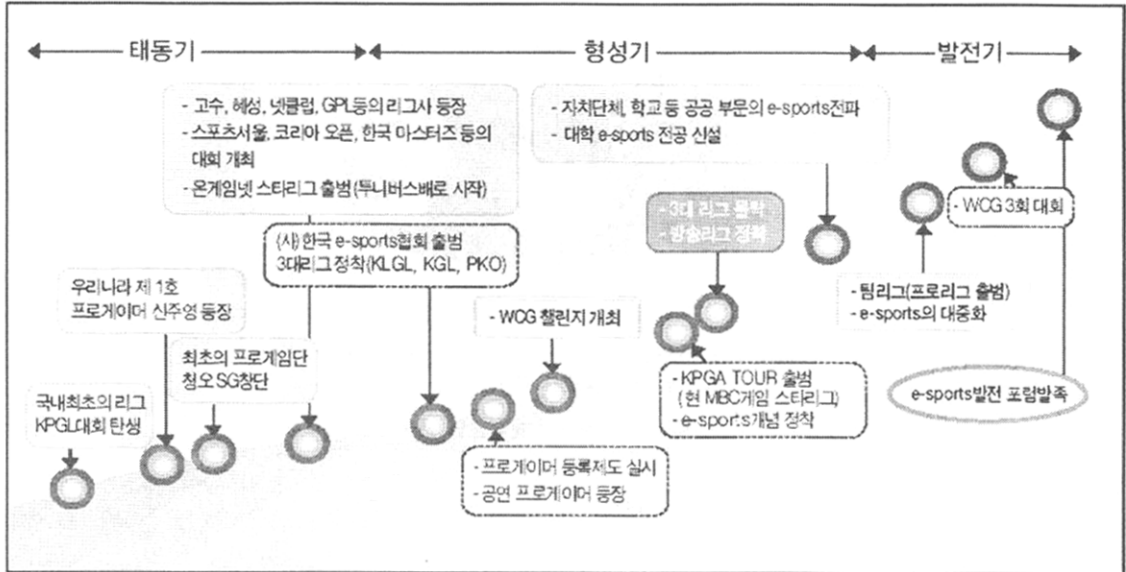 태동기
형성기
발전기
- 고수, 혜성, 넷클럽, GPL등의 리그사 등장
- 스포츠서울, 코리아 오픈, 한국 마스터즈 등의
대회 개최
- 온게임넷 스타리그 출범(투니버스배로 시작)
- 자치단체, 학교 등 공공 부문의 e-sports전파
- 대학 e-sports 전공 신설
- 3대 리그 몰락
- 방송리그 정착
- WCG 3회 대회
(사)한국 e-sports협회 출범
3대리그 정착(KLGL, KGL, PKO)
우리나라 제 1호
프로게이머 신주영 등장
- WCG 챌린지 개최
- 팀리그(프로리그 출범)
- e-sports의 대중화
최초의 프로게임단
청오 SG창단
- KPGA TOUR 출범
(현 MBC게임 스타리그)
- e-sports개념 정착
국내최초의 리그
KPGL대회 탄생
e-sports발전 포럼발족
- 프로게이머 등록제도 실시
- 공연 프로게이머 등장